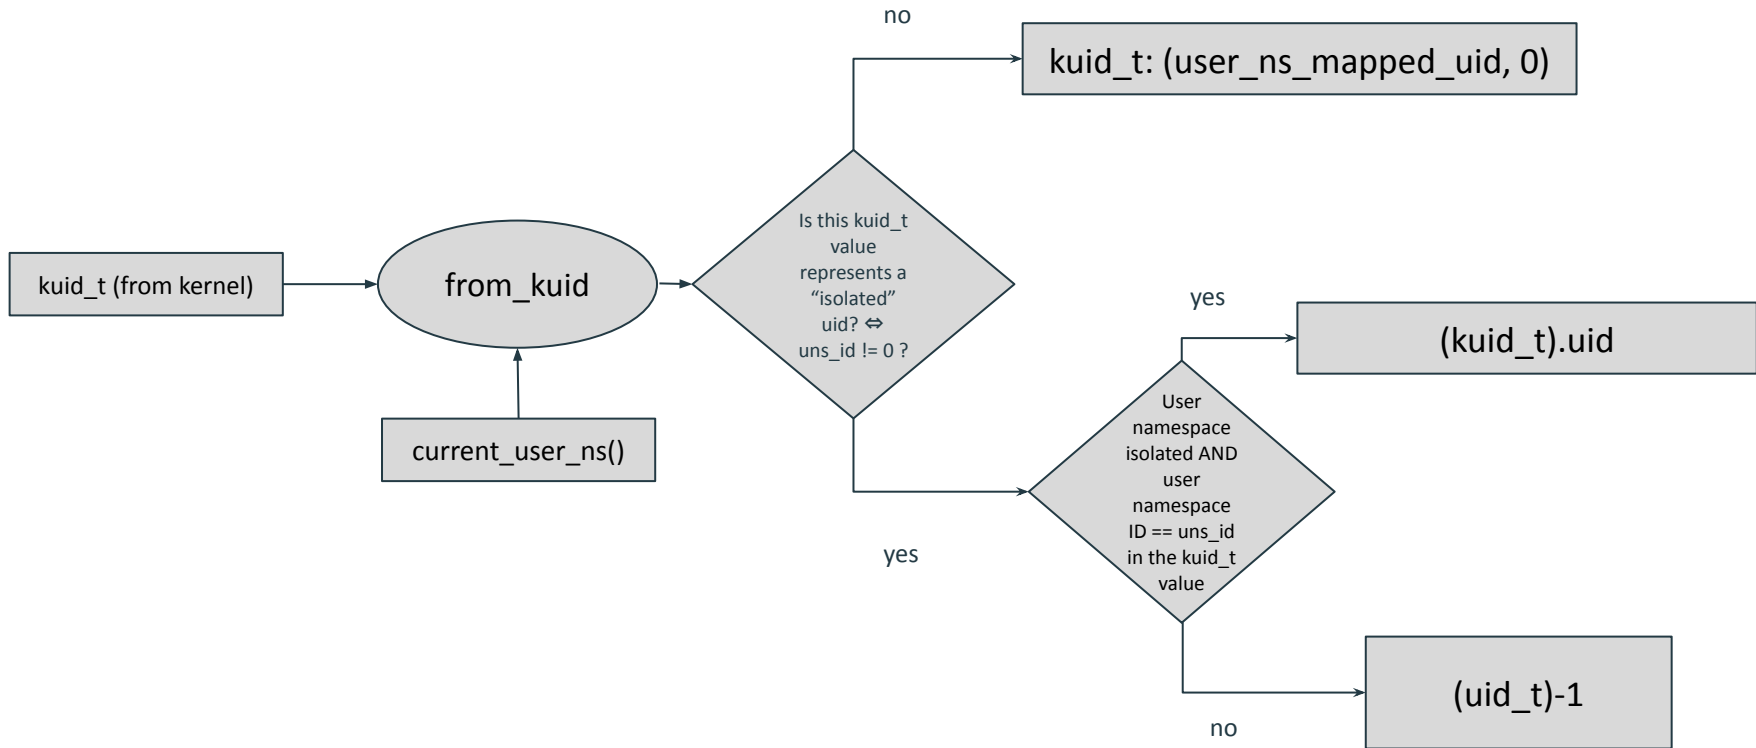 no
kuid_t: (user_ns_mapped_uid, 0)
Is this kuid_t
value
represents a
“isolated”
uid? ⇔
uns_id != 0 ?
kuid_t (from kernel)
from_kuid
current_user_ns()
yes
(kuid_t).uid
User
namespace
isolated AND
user
namespace
ID == uns_id
in the kuid_t
value
yes
(uid_t)-1
no